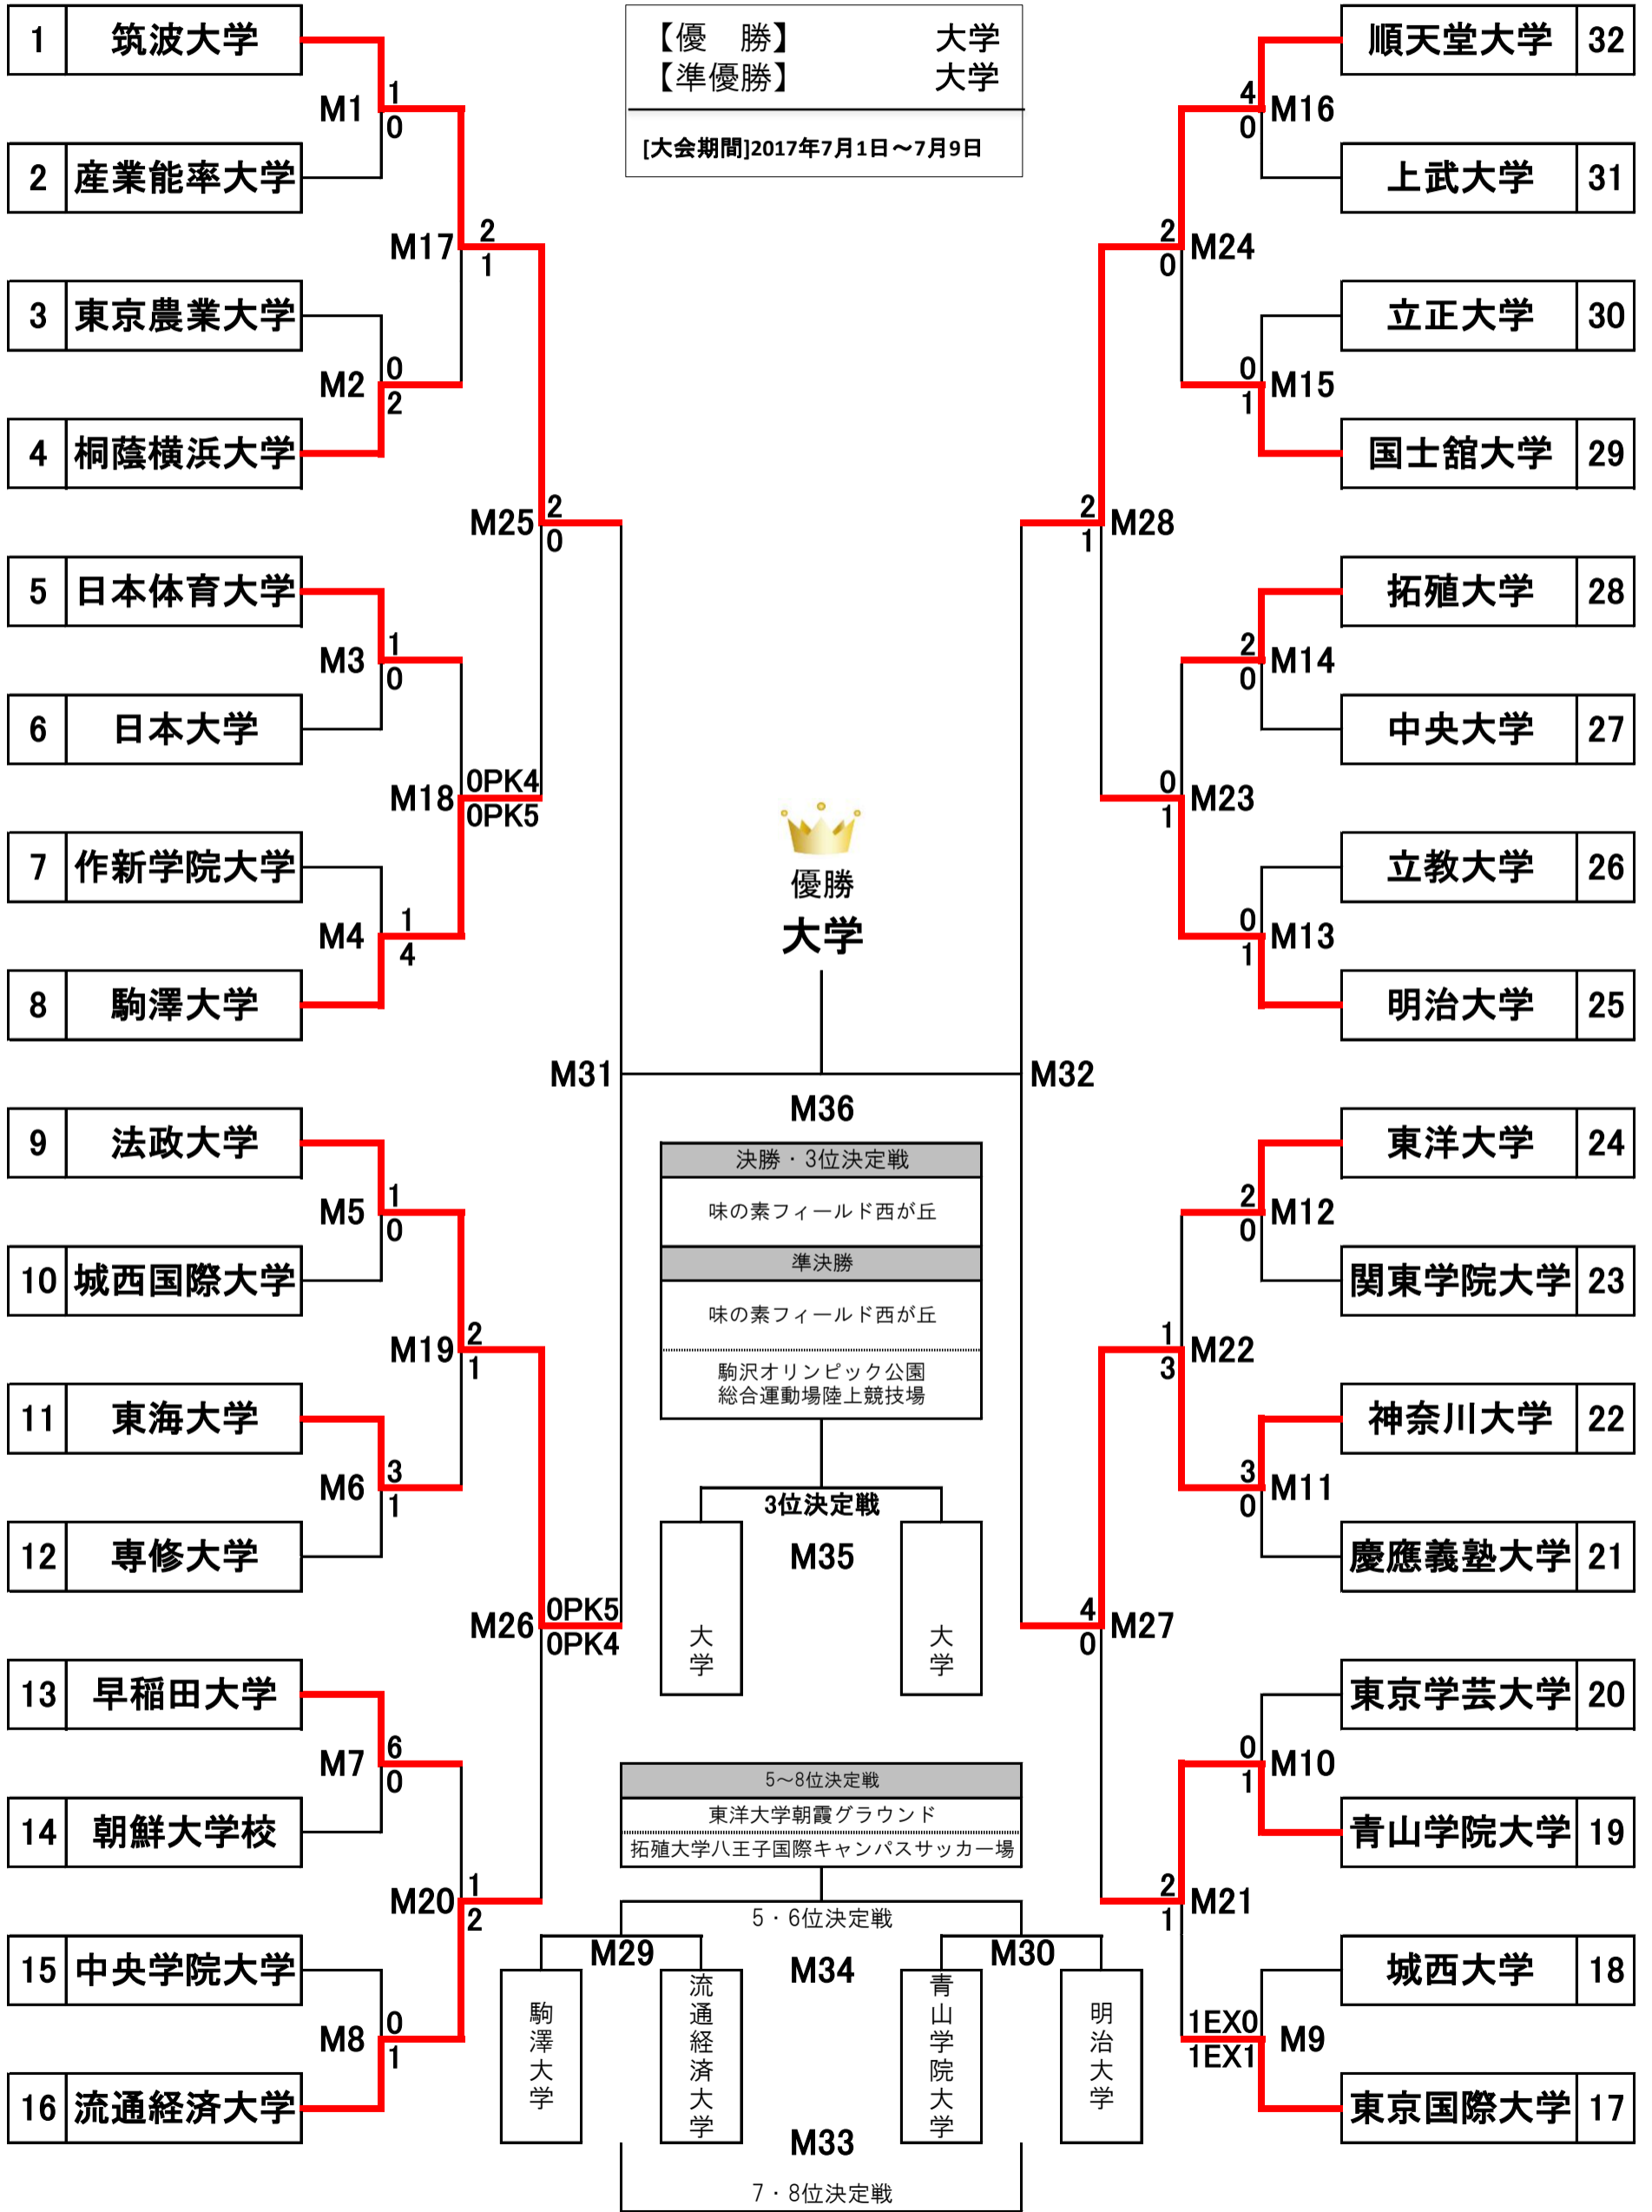 【優　勝】　大学
【準優勝】　大学
[大会期間]2017年7月1日～7月9日
1 筑波大学
M1
1
0
2 産業能率大学
M17
2
1
3 東京農業大学
M2
0
2
4 桐蔭横浜大学
M25
2
0
5 日本体育大学
M3
1
0
6 日本大学
M18
0PK4
0PK5
7 作新学院大学
M4
1
4
8 駒澤大学
M31
9 法政大学
M5
1
0
10 城西国際大学
M19
2
1
11 東海大学
M6
3
1
12 専修大学
M26
0PK5
0PK4
13 早稲田大学
M7
6
0
14 朝鮮大学校
M20
1
2
15 中央学院大学
M8
0
1
16 流通経済大学
優勝
大学
M36
決勝・3位決定戦
味の素フィールド西が丘
準決勝
味の素フィールド西が丘
駒沢オリンピック公園
総合運動場陸上競技場
3位決定戦
M35
大学
大学
5～8位決定戦
東洋大学朝霞グラウンド
拓殖大学八王子国際キャンパスサッカー場
5・6位決定戦
M29
M34
M30
駒澤大学
流通経済大学
青山学院大学
明治大学
M33
7・8位決定戦
順天堂大学 32
4
0
M16
上武大学 31
2
0
M24
立正大学 30
0
1
M15
国士舘大学 29
2
1
M28
拓殖大学 28
2
0
M14
中央大学 27
0
1
M23
立教大学 26
0
1
M13
明治大学 25
M32
東洋大学 24
2
0
M12
関東学院大学 23
1
3
M22
神奈川大学 22
3
0
M11
慶應義塾大学 21
4
0
M27
東京学芸大学 20
0
1
M10
青山学院大学 19
2
1
M21
城西大学 18
1EX0
1EX1
M9
東京国際大学 17